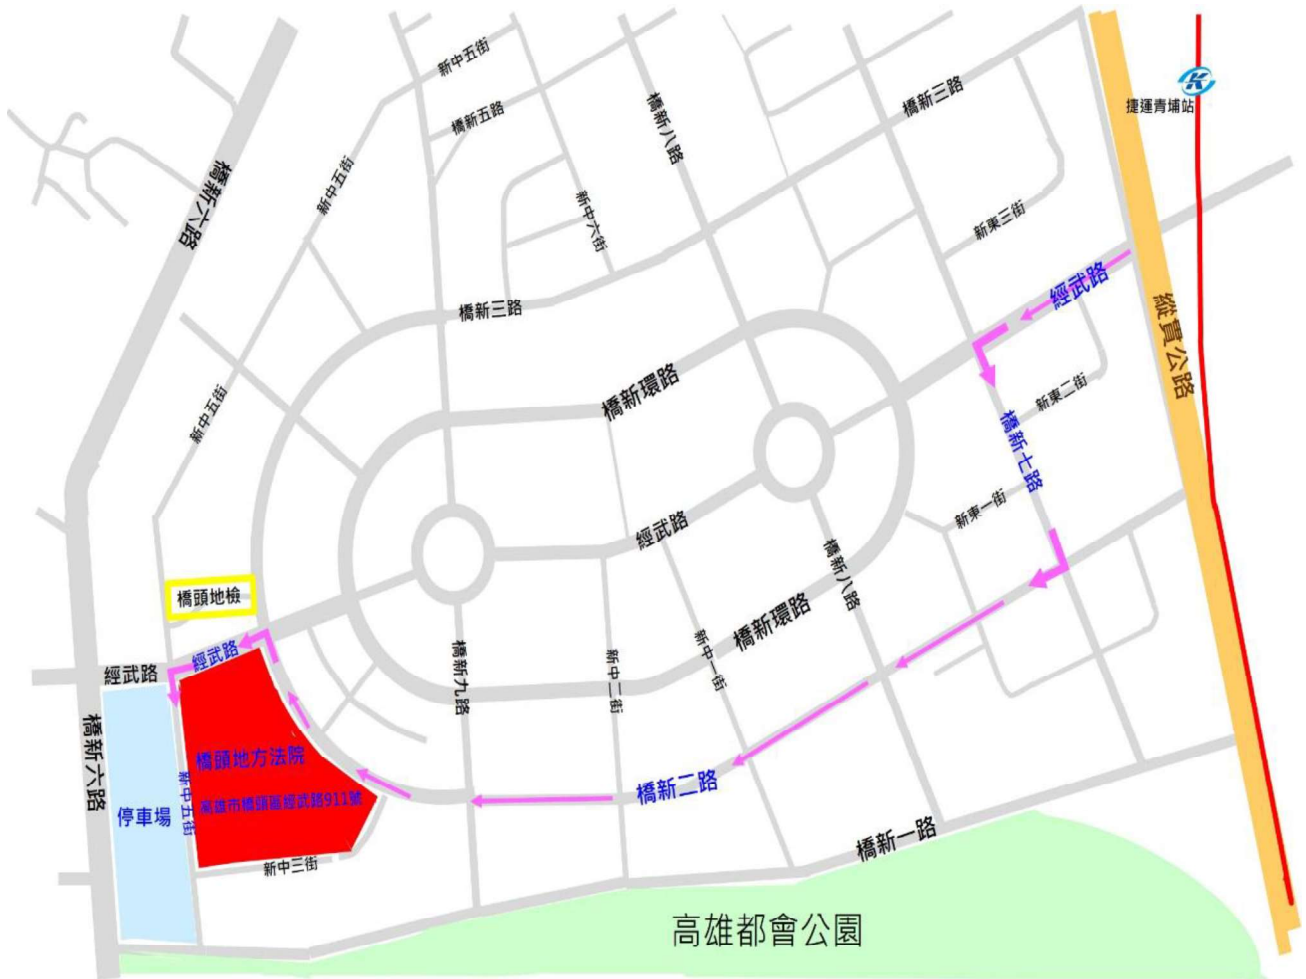 新中五街
橋新五路
橋新八路
橋新三路
捷運青埔站
橋新六路
新中五街
新中六街
新東三街
橋新三路
經武路
縱貫公路
新中五街
橋新環路
新東二街
橋新七路
新東一街
經武路
橋新八路
橋頭地檢
橋新環路
經武路
經武路
橋新九路
新中二街
新中一街
橋新六路
橋頭地方法院
新中五街
高雄市橋頭區經武路911號
停車場
橋新二路
橋新一路
新中三街
高雄都會公園